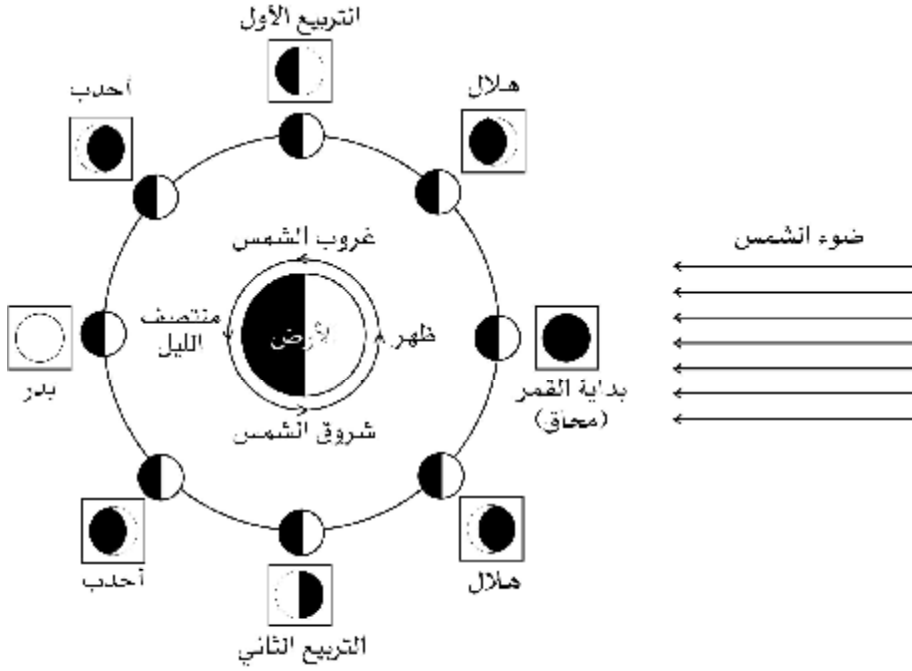 التربيع الأول
هلال
أحدب
ضوء الشمس
غروب الشمس
منتصف
الليل
الأرض
ظهر
بداية القمر
(محاق)
بدر
شروق الشمس
هلال
أحدب
التربيع الثاني